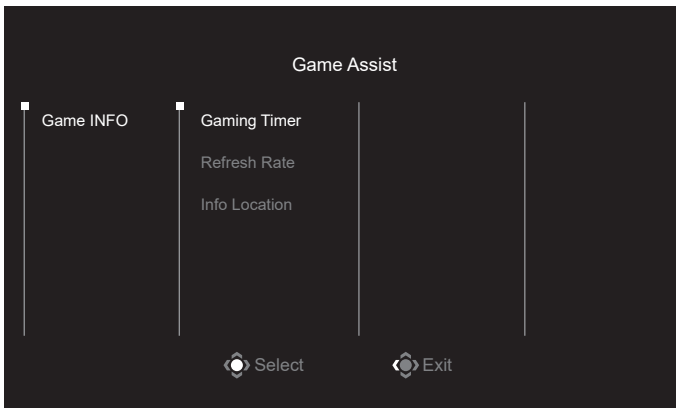 Game Assist
Game INFO
Gaming Timer
Refresh Rate
Info Location
Select
Exit